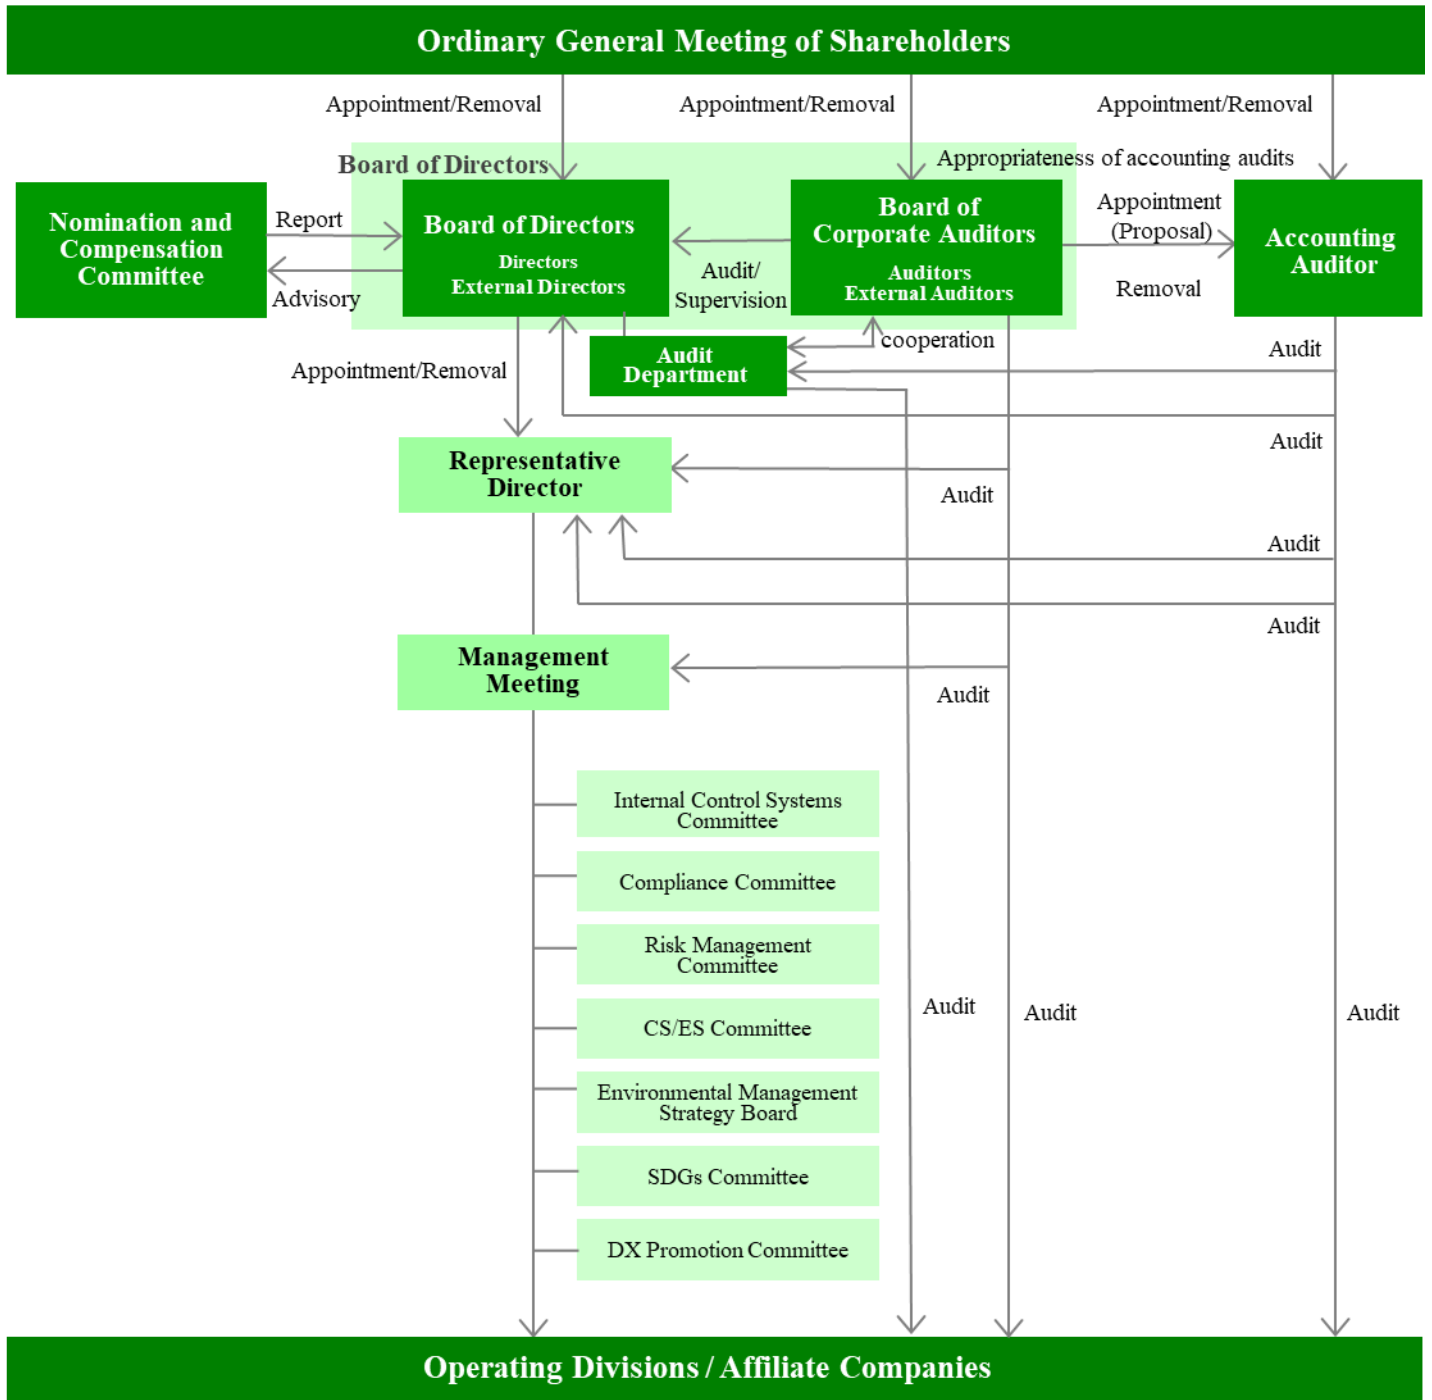 Ordinary General Meeting of Shareholders
Appointment/Removal
Appointment/Removal
Appointment/Removal
Board of Directors
Appropriateness of accounting audits
Nomination and
Compensation
Committee
Report
Advisory
Board of Directors
Directors
External Directors
Audit/
Supervision
Board of
Corporate Auditors
Auditors
External Auditors
Appointment
(Proposal)
Removal
Accounting
Auditor
cooperation
Audit
Department
Audit
Appointment/Removal
Audit
Representative
Director
Audit
Audit
Audit
Management
Meeting
Audit
Internal Control Systems
Committee
Compliance Committee
Risk Management
Committee
CS/ES Committee
Audit
Audit
Audit
Environmental Management
Strategy Board
SDGs Committee
DX Promotion Committee
Operating Divisions / Affiliate Companies